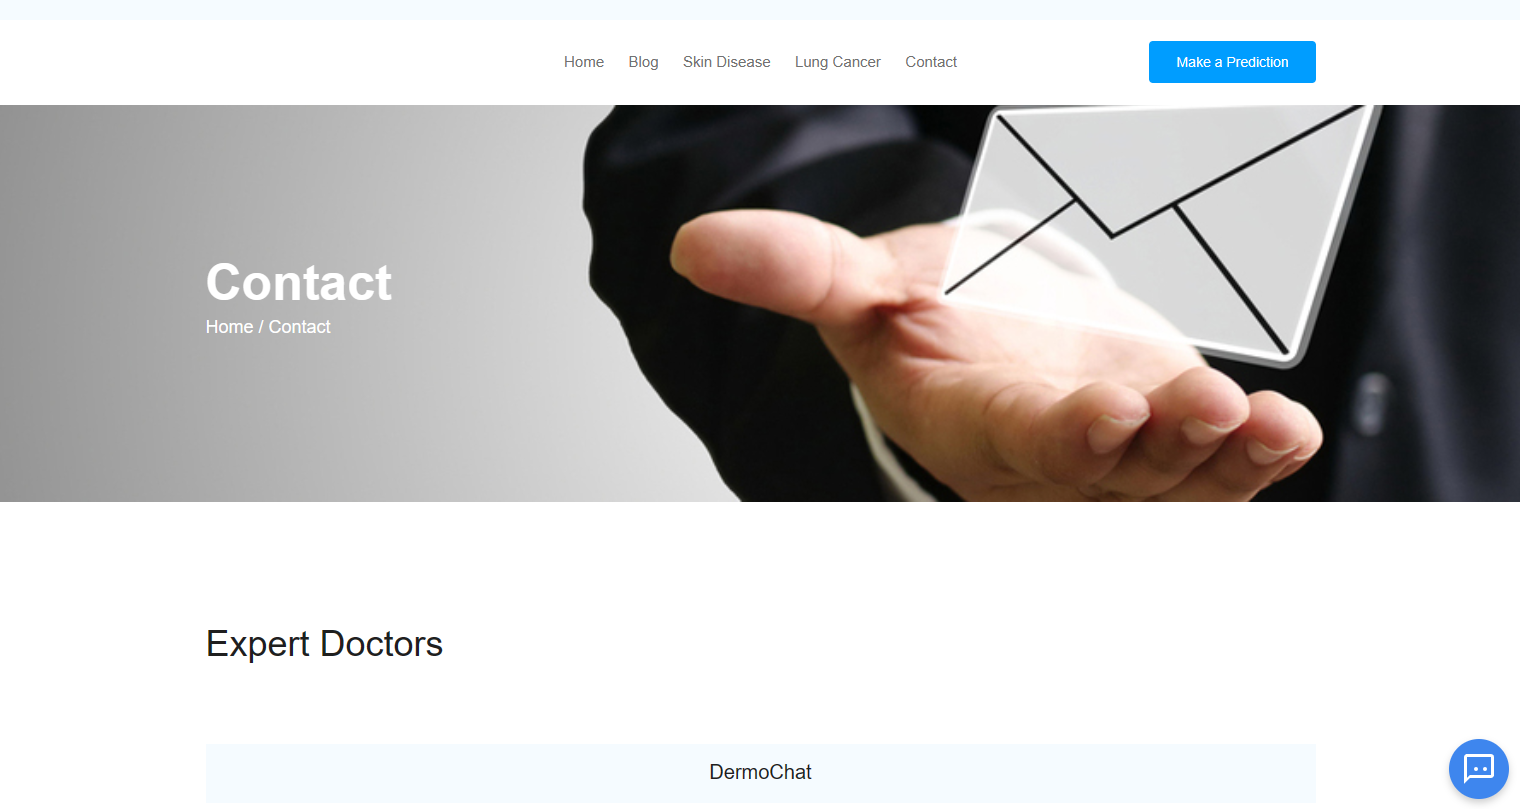 Home Blog Skin Disease Lung Cancer Contact Make a Prediction
Contact
Home / Contact
Expert Doctors
DermoChat